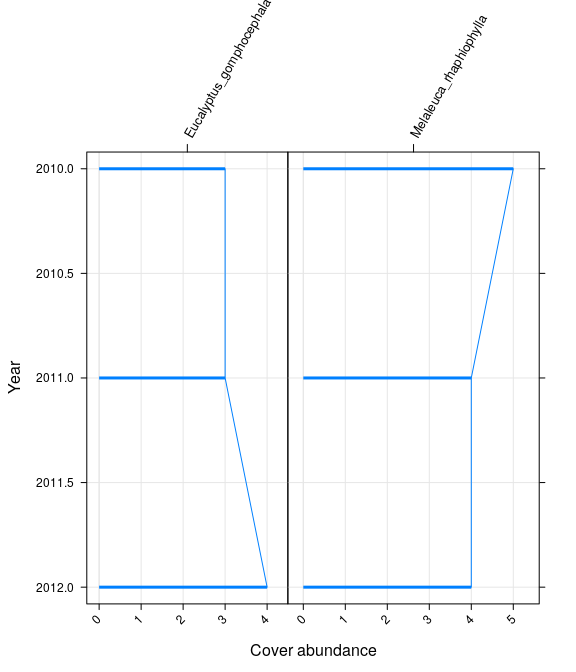 Eucalyptus_gomphocephala
Melaleuca_rhaphiophylla
2010.0
2010.5
2011.0
2011.5
2012.0
Year
0 1 2 3 4 0 1 2 3 4 5
Cover abundance